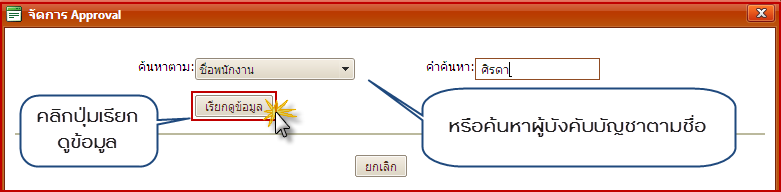 จัดการ Approval
ค้นหาตาม: ชื่อพนักงาน คำค้นหา: ศิรดา
เรียกดูข้อมูล
คลิกปุ่มเรียก
ดูข้อมูล
หรือค้นหาผู้บังคับบัญชาตามชื่อ
ยกเลิก